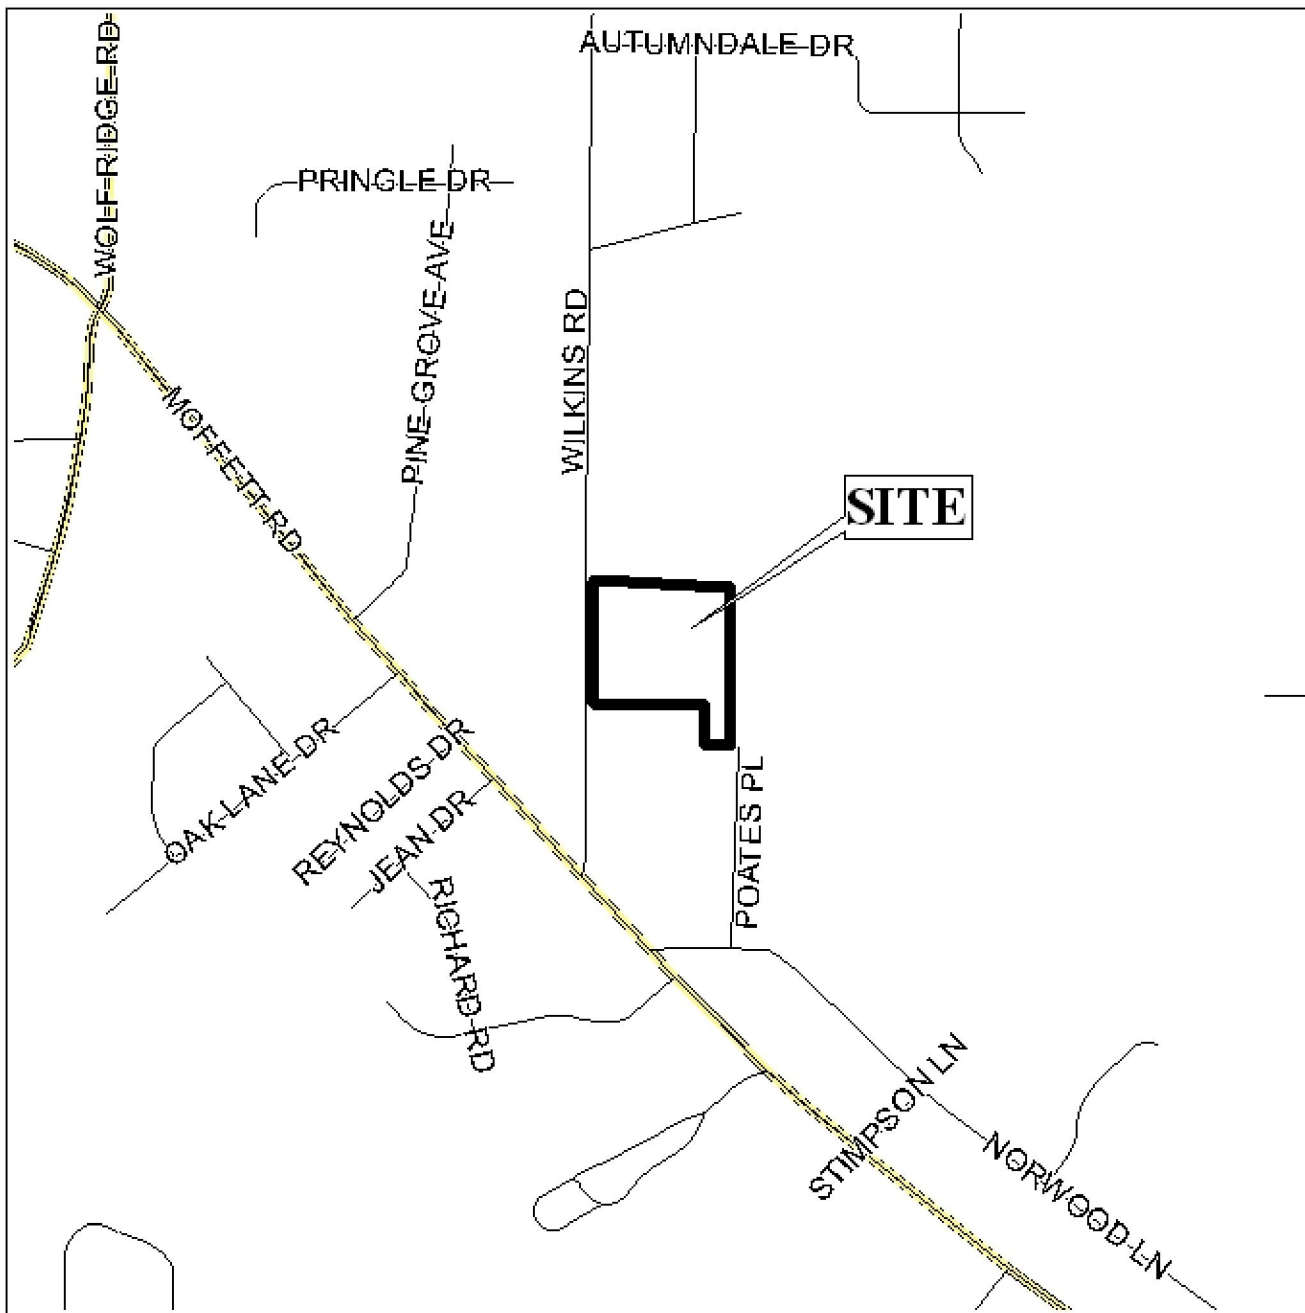 AUTUMNDALE DR
WOLF RIDGE RD
PRINGLE DR
PINE GROVE AVE
WILKINS RD
MOFFETT RD
SITE
OAK LANE DR
REYNOLDS DR
JEAN DR
POATES PL
RICHARD RD
STIMPSON LN
NORWOOD LN